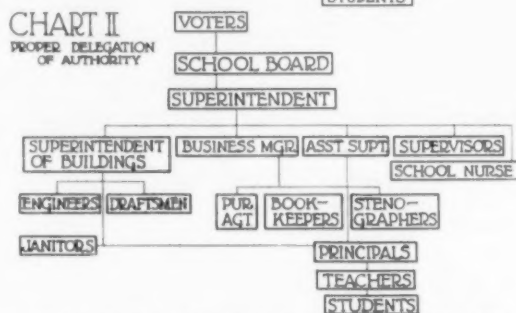 STUDENTS
CHART II
PROPER DELEGATION
OF AUTHORITY
VOTERS
SCHOOL BOARD
SUPERINTENDENT
SUPERINTENDENT
OF BUILDINGS
BUSINESS MGR.
ASST SUPT.
SUPERVISORS
SCHOOL NURSE
ENGINEERS
DRAFTSMEN
PUR.
AGT
BOOK-
KEEPERS
STENO-
GRAPHERS
JANITORS
PRINCIPALS
TEACHERS
STUDENTS